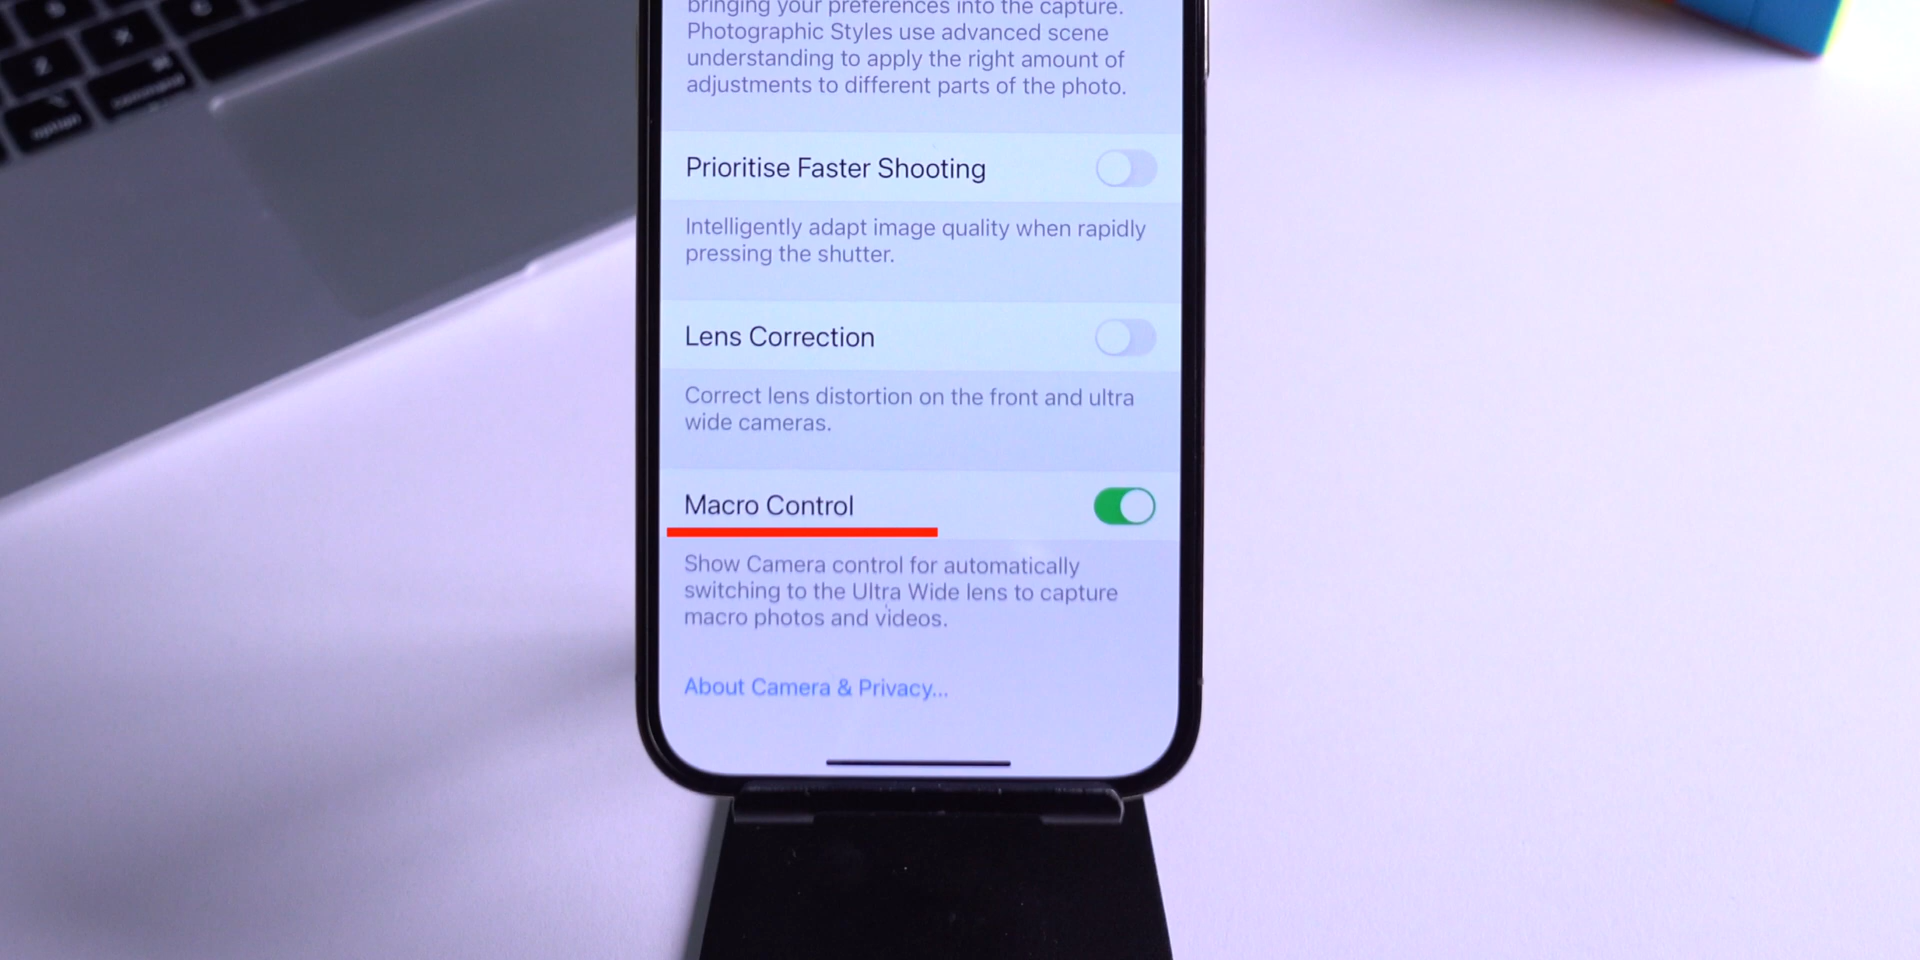 bringing your preferences into the capture.
Photographic Styles use advanced scene
understanding to apply the right amount of
adjustments to different parts of the photo.
Prioritise Faster Shooting
Intelligently adapt image quality when rapidly
pressing the shutter.
Lens Correction
Correct lens distortion on the front and ultra
wide cameras.
Macro Control
Show Camera control for automatically
switching to the Ultra Wide lens to capture
macro photos and videos.
About Camera & Privacy...
Z
X
option
command